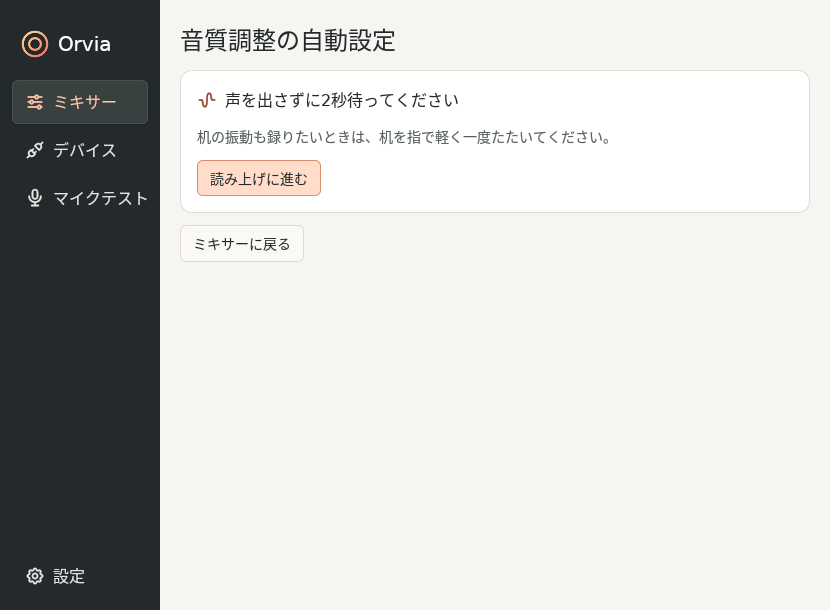 Orvia
ミキサー
デバイス
マイクテスト
設定
音質調整の自動設定
声を出さずに2秒待ってください
机の振動も録りたいときは、机を指で軽く一度たたいてください。
読み上げに進む
ミキサーに戻る